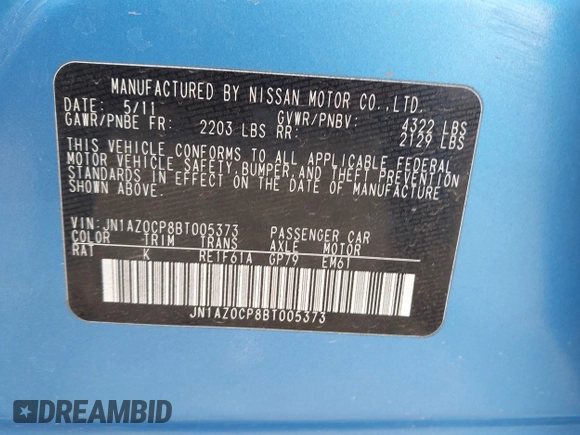 MANUFACTURED BY NISSAN MOTOR CO.,LTD.
DATE: 5/11 GVWR/PNBV: 4322 LBS
GAWR/PNBE FR: 2203 LBS RR: 2129 LBS
THIS VEHICLE CONFORMS TO ALL APPLICABLE FEDERAL
MOTOR VEHICLE SAFETY, BUMPER, AND THEFT PREVENTION
STANDARDS IN EFFECT ON THE DATE OF MANUFACTURE
VIN: JN1AZ0CP8BT005373 PASSENGER CAR
COLOR TRIM TRANS AXLE MOTOR
RAT K RE1F61A GP79 EM61
JN1AZ0CP8BT005373
DREAMBID